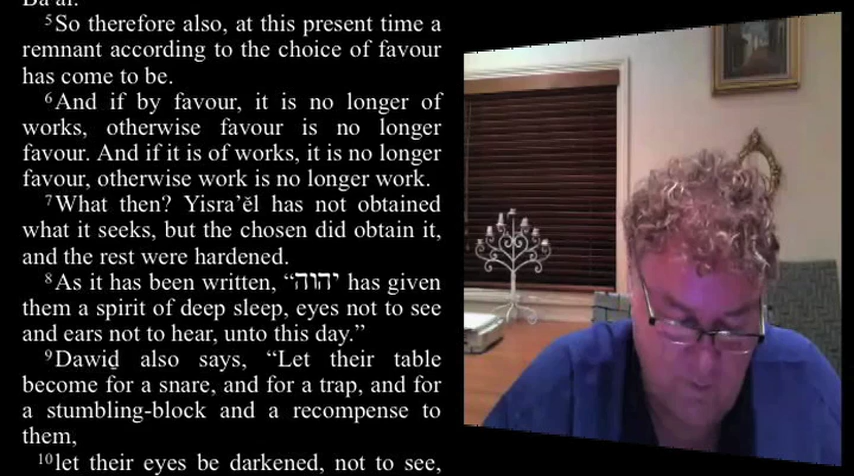 Ba‛al.
⁵So therefore also, at this present time a
remnant according to the choice of favour
has come to be.
⁶And if by favour, it is no longer of
works, otherwise favour is no longer
favour. And if it is of works, it is no longer
favour, otherwise work is no longer work.
⁷What then? Yisra’ĕl has not obtained
what it seeks, but the chosen did obtain it,
and the rest were hardened.
⁸As it has been written, “יהוה has given
them a spirit of deep sleep, eyes not to see
and ears not to hear, unto this day.”
⁹Dawiḏ also says, “Let their table
become for a snare, and for a trap, and for
a stumbling-block and a recompense to
them,
¹⁰let their eyes be darkened, not to see,